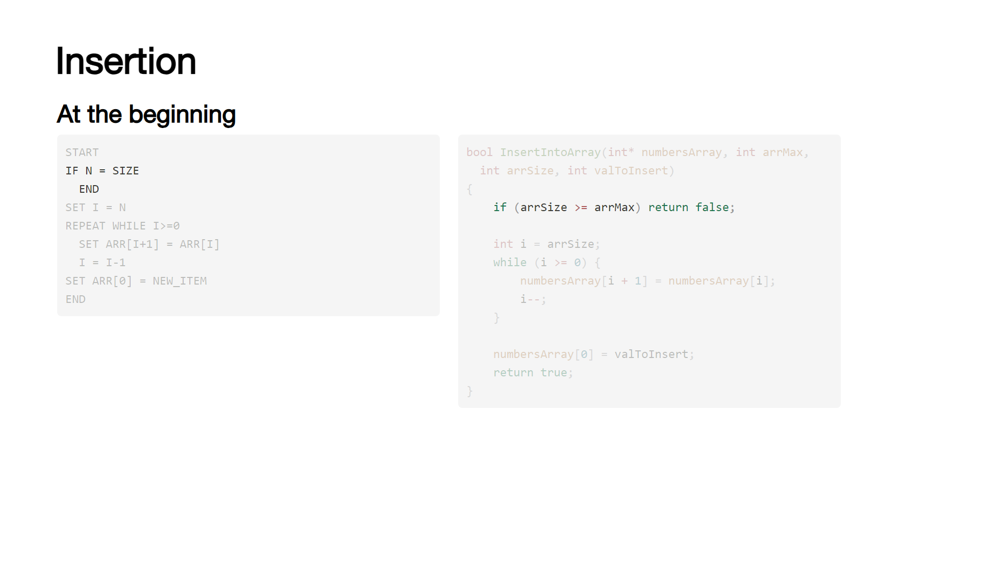 Insertion
At the beginning
START
IF N = SIZE
  END
SET I = N
REPEAT WHILE I>=0
  SET ARR[I+1] = ARR[I]
  I = I-1
SET ARR[0] = NEW_ITEM
END
bool InsertIntoArray(int* numbersArray, int arrMax,
  int arrSize, int valToInsert)
{
    if (arrSize >= arrMax) return false;
    int i = arrSize;
    while (i >= 0) {
        numbersArray[i + 1] = numbersArray[i];
        i--;
    }
    numbersArray[0] = valToInsert;
    return true;
}